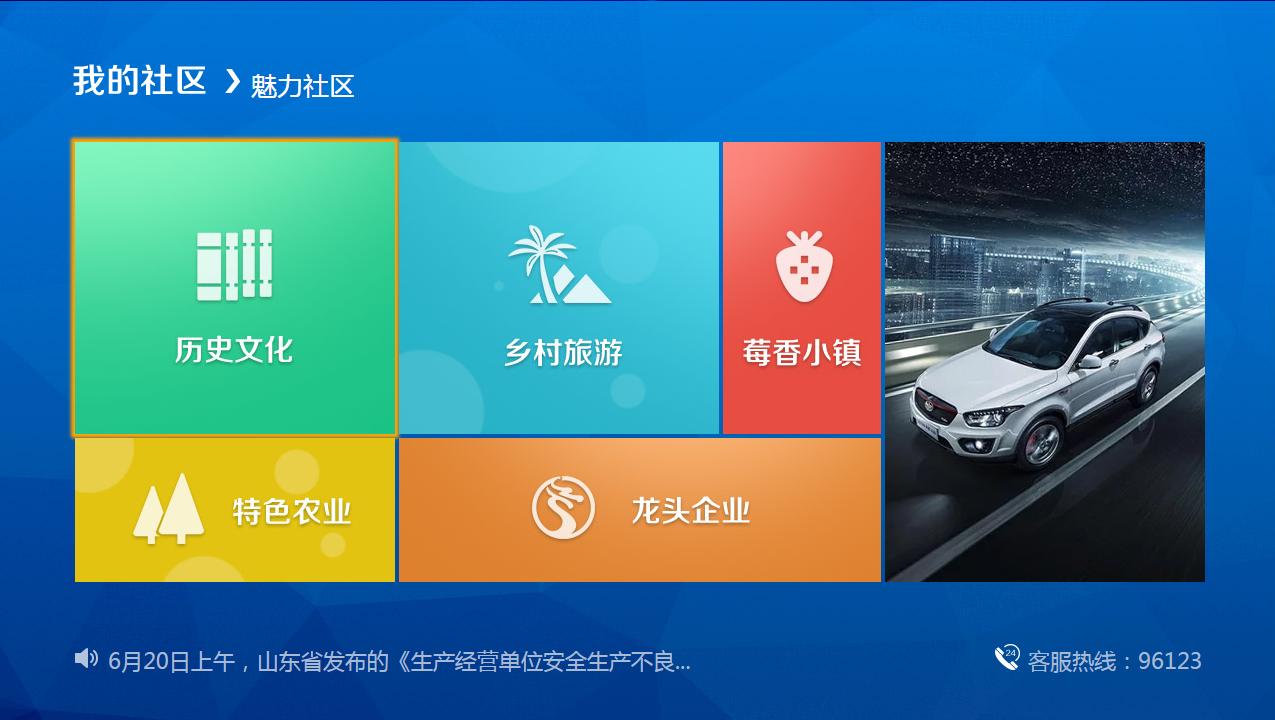 我的社区 ❯ 魅力社区
历史文化
乡村旅游
莓香小镇
特色农业
龙头企业
6月20日上午，山东省发布的《生产经营单位安全生产不良...
24
客服热线：96123